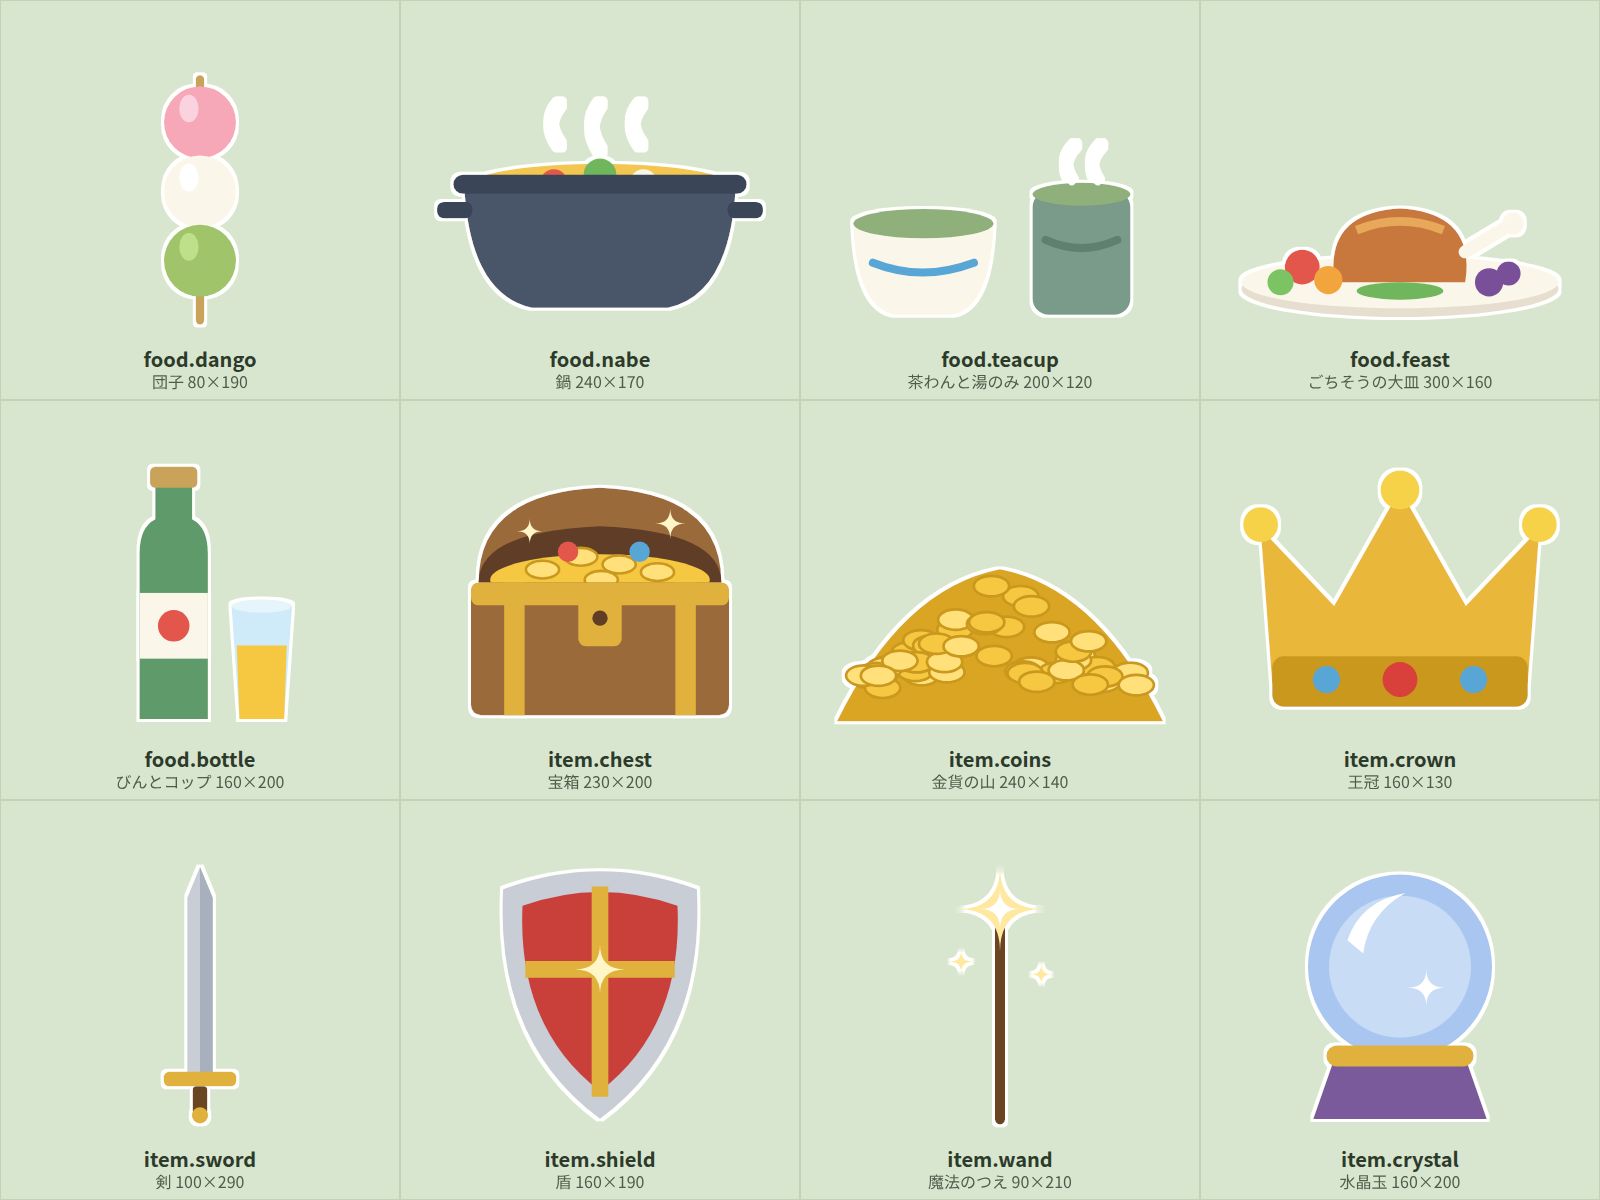 food.dango
団子 80×190
food.nabe
鍋 240×170
food.teacup
茶わんと湯のみ 200×120
food.feast
ごちそうの大皿 300×160
food.bottle
びんとコップ 160×200
item.chest
宝箱 230×200
item.coins
金貨の山 240×140
item.crown
王冠 160×130
item.sword
剣 100×290
item.shield
盾 160×190
item.wand
魔法のつえ 90×210
item.crystal
水晶玉 160×200